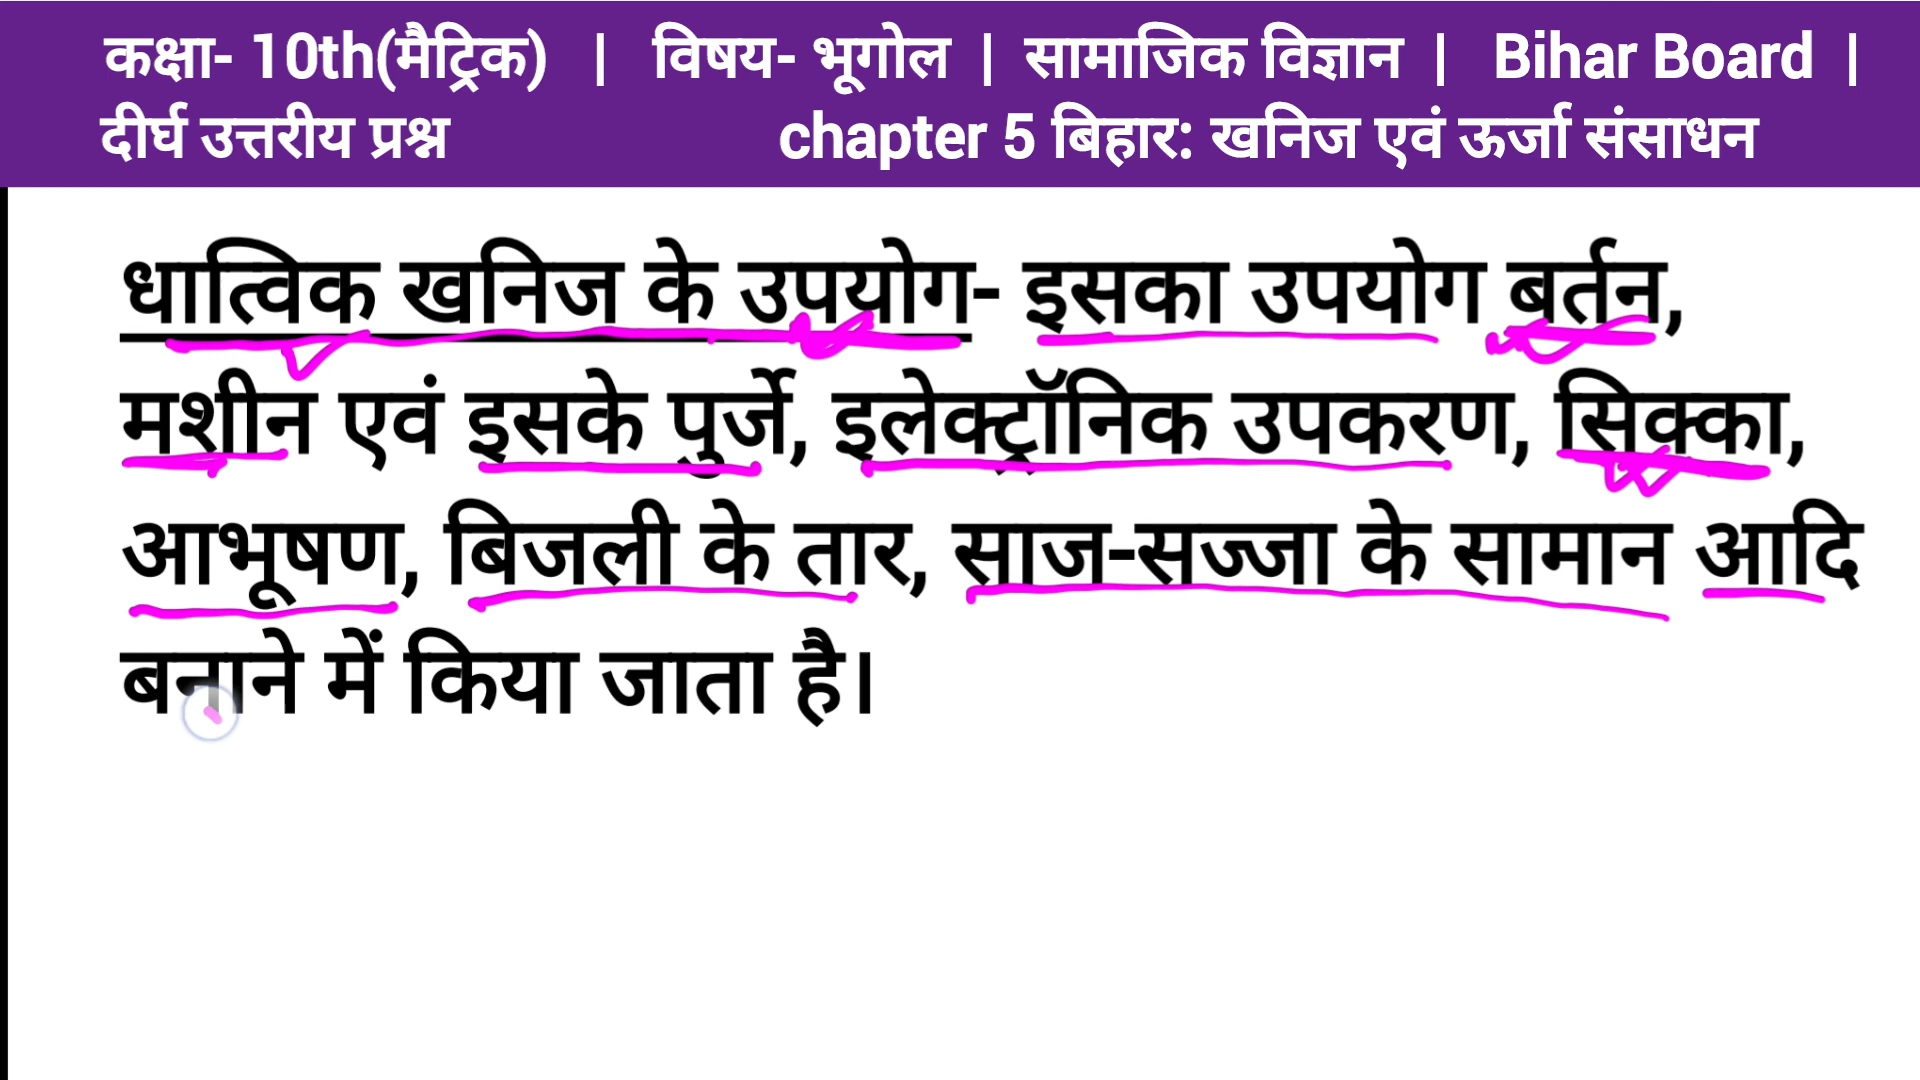 कक्षा- 10th(मैट्रिक) | विषय- भूगोल | सामाजिक विज्ञान | Bihar Board |
दीर्घ उत्तरीय प्रश्न chapter 5 बिहार: खनिज एवं ऊर्जा संसाधन
धात्विक खनिज के उपयोग- इसका उपयोग बर्तन,
मशीन एवं इसके पुर्जे, इलेक्ट्रॉनिक उपकरण, सिक्का,
आभूषण, बिजली के तार, साज-सज्जा के सामान आदि
बनाने में किया जाता है।